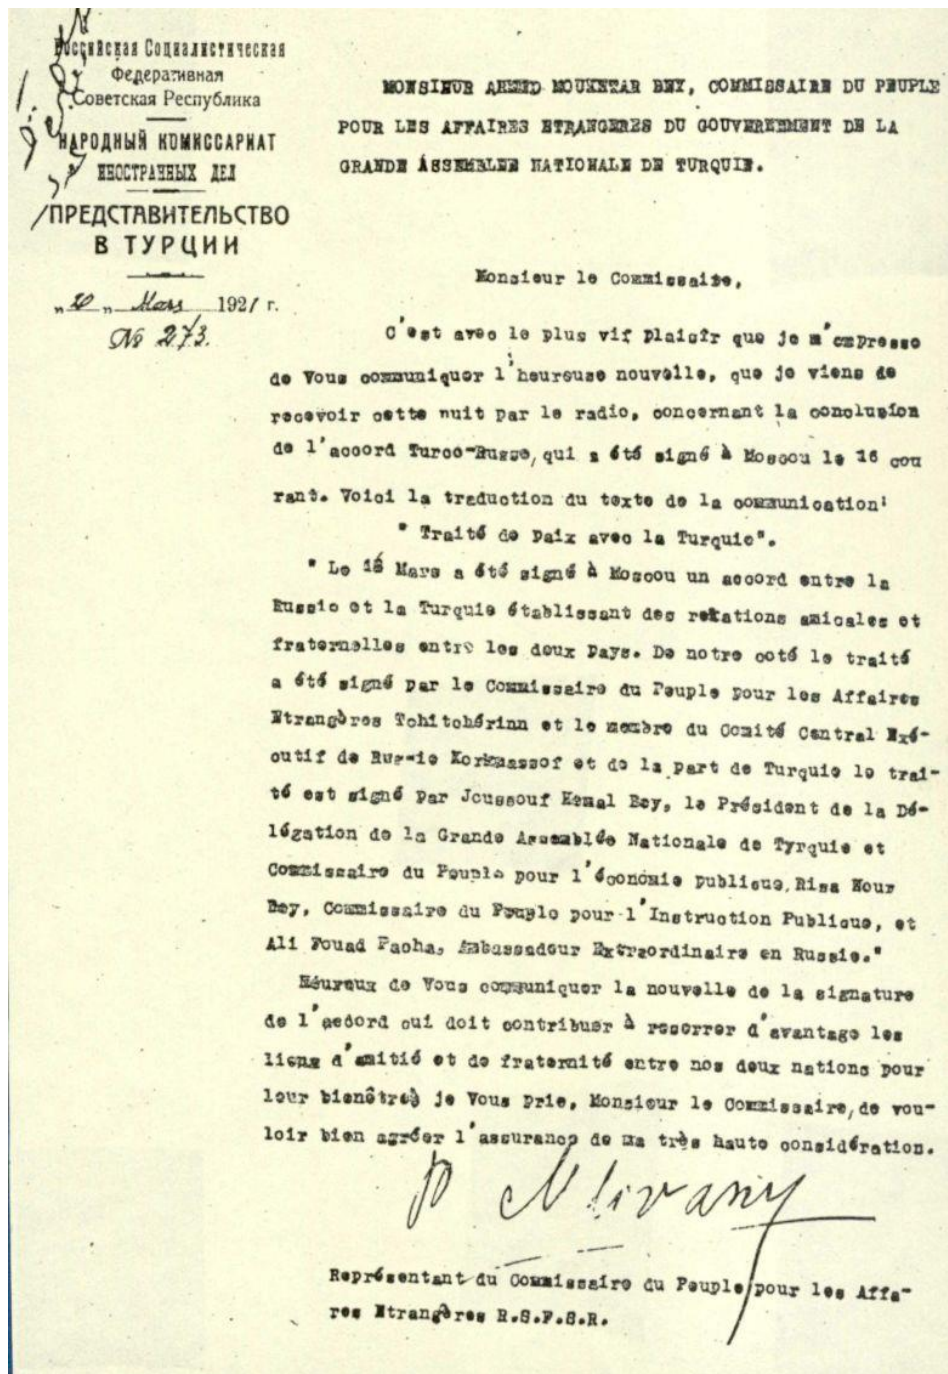 Российская Социалистическая
Федеративная
Советская Республика
НАРОДНЫЙ КОМИССАРИАТ
ИНОСТРАННЫХ ДЕЛ
ПРЕДСТАВИТЕЛЬСТВО
В ТУРЦИИ
" 20 " Mars 1921 г.
№ 273.
MONSIEUR AHMED MOUKHTAR BEY, COMMISSAIRE DU PEUPLE
POUR LES AFFAIRES ETRANGERES DU GOUVERNEMENT DE LA
GRANDE ASSEMBLEE NATIONALE DE TURQUIE.
Monsieur le Commissaire,
C'est avec le plus vif plaisir que je m'empresse
de Vous communiquer l'heureuse nouvelle, que je viens de
recevoir cette nuit par le radio, concernant la conclusion
de l'accord Turco-Russe, qui a été signé à Moscou le 16 cou
rant. Voici la traduction du texte de la communication:
" Traité de paix avec la Turquie".
" Le 16 Mars a été signé à Moscou un accord entre la
Russie et la Turquie établissant des relations amicales et
fraternelles entre les doux pays. De notre coté le traité
a été signé par le Commissaire du Peuple pour les Affaires
Etrangères Tchitchérinn et le membre du Comité Central Exé-
cutif de Russie Korkmassof et de la part de Turquie le trai-
té est signé par Joussouf Kemal Bey, le Président de la Dé-
légation de la Grande Assemblée Nationale de Tyrquie et
Commissaire du Peuple pour l'économie publique, Risa Nour
Bey, Commissaire du Peuple pour l'Instruction Publique, et
Ali Fouad Pacha, Ambassadeur Extraordinaire en Russie."
Héureux de Vous communiquer la nouvelle de la signature
de l'accord qui doit contribuer à resserrer d'avantage les
liens d'amitié et de fraternité entre nos deux nations pour
leur bienêtre, je Vous prie, Monsieur le Commissaire, de vou-
loir bien agréer l'assurance de ma très haute considération.
Représentant du Commissaire du Peuple pour les Affa-
res Etrangères R.S.F.S.R.